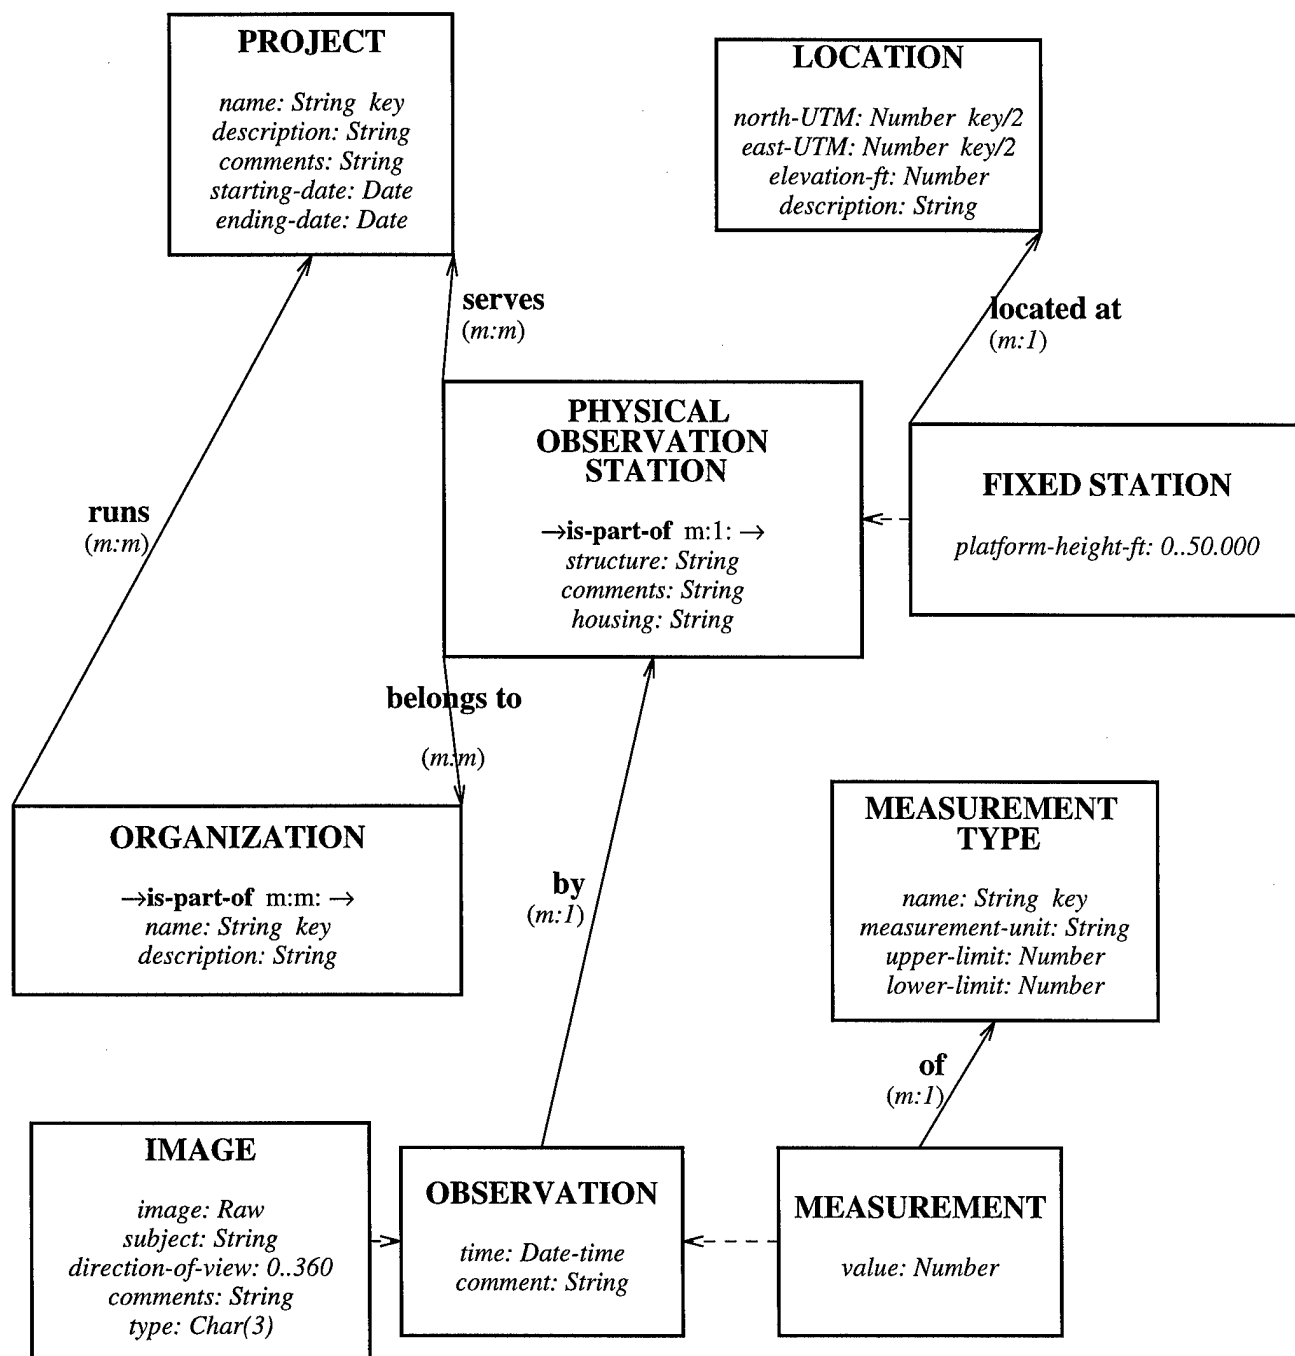 PROJECT
name: String key
description: String
comments: String
starting-date: Date
ending-date: Date
LOCATION
north-UTM: Number key/2
east-UTM: Number key/2
elevation-ft: Number
description: String
serves
(m:m)
located at
(m:1)
PHYSICAL
OBSERVATION
STATION
→is-part-of m:1: →
structure: String
comments: String
housing: String
FIXED STATION
platform-height-ft: 0..50.000
runs
(m:m)
belongs to
(m:m)
ORGANIZATION
→is-part-of m:m: →
name: String key
description: String
by
(m:1)
MEASUREMENT
TYPE
name: String key
measurement-unit: String
upper-limit: Number
lower-limit: Number
of
(m:1)
IMAGE
image: Raw
subject: String
direction-of-view: 0..360
comments: String
type: Char(3)
OBSERVATION
time: Date-time
comment: String
MEASUREMENT
value: Number